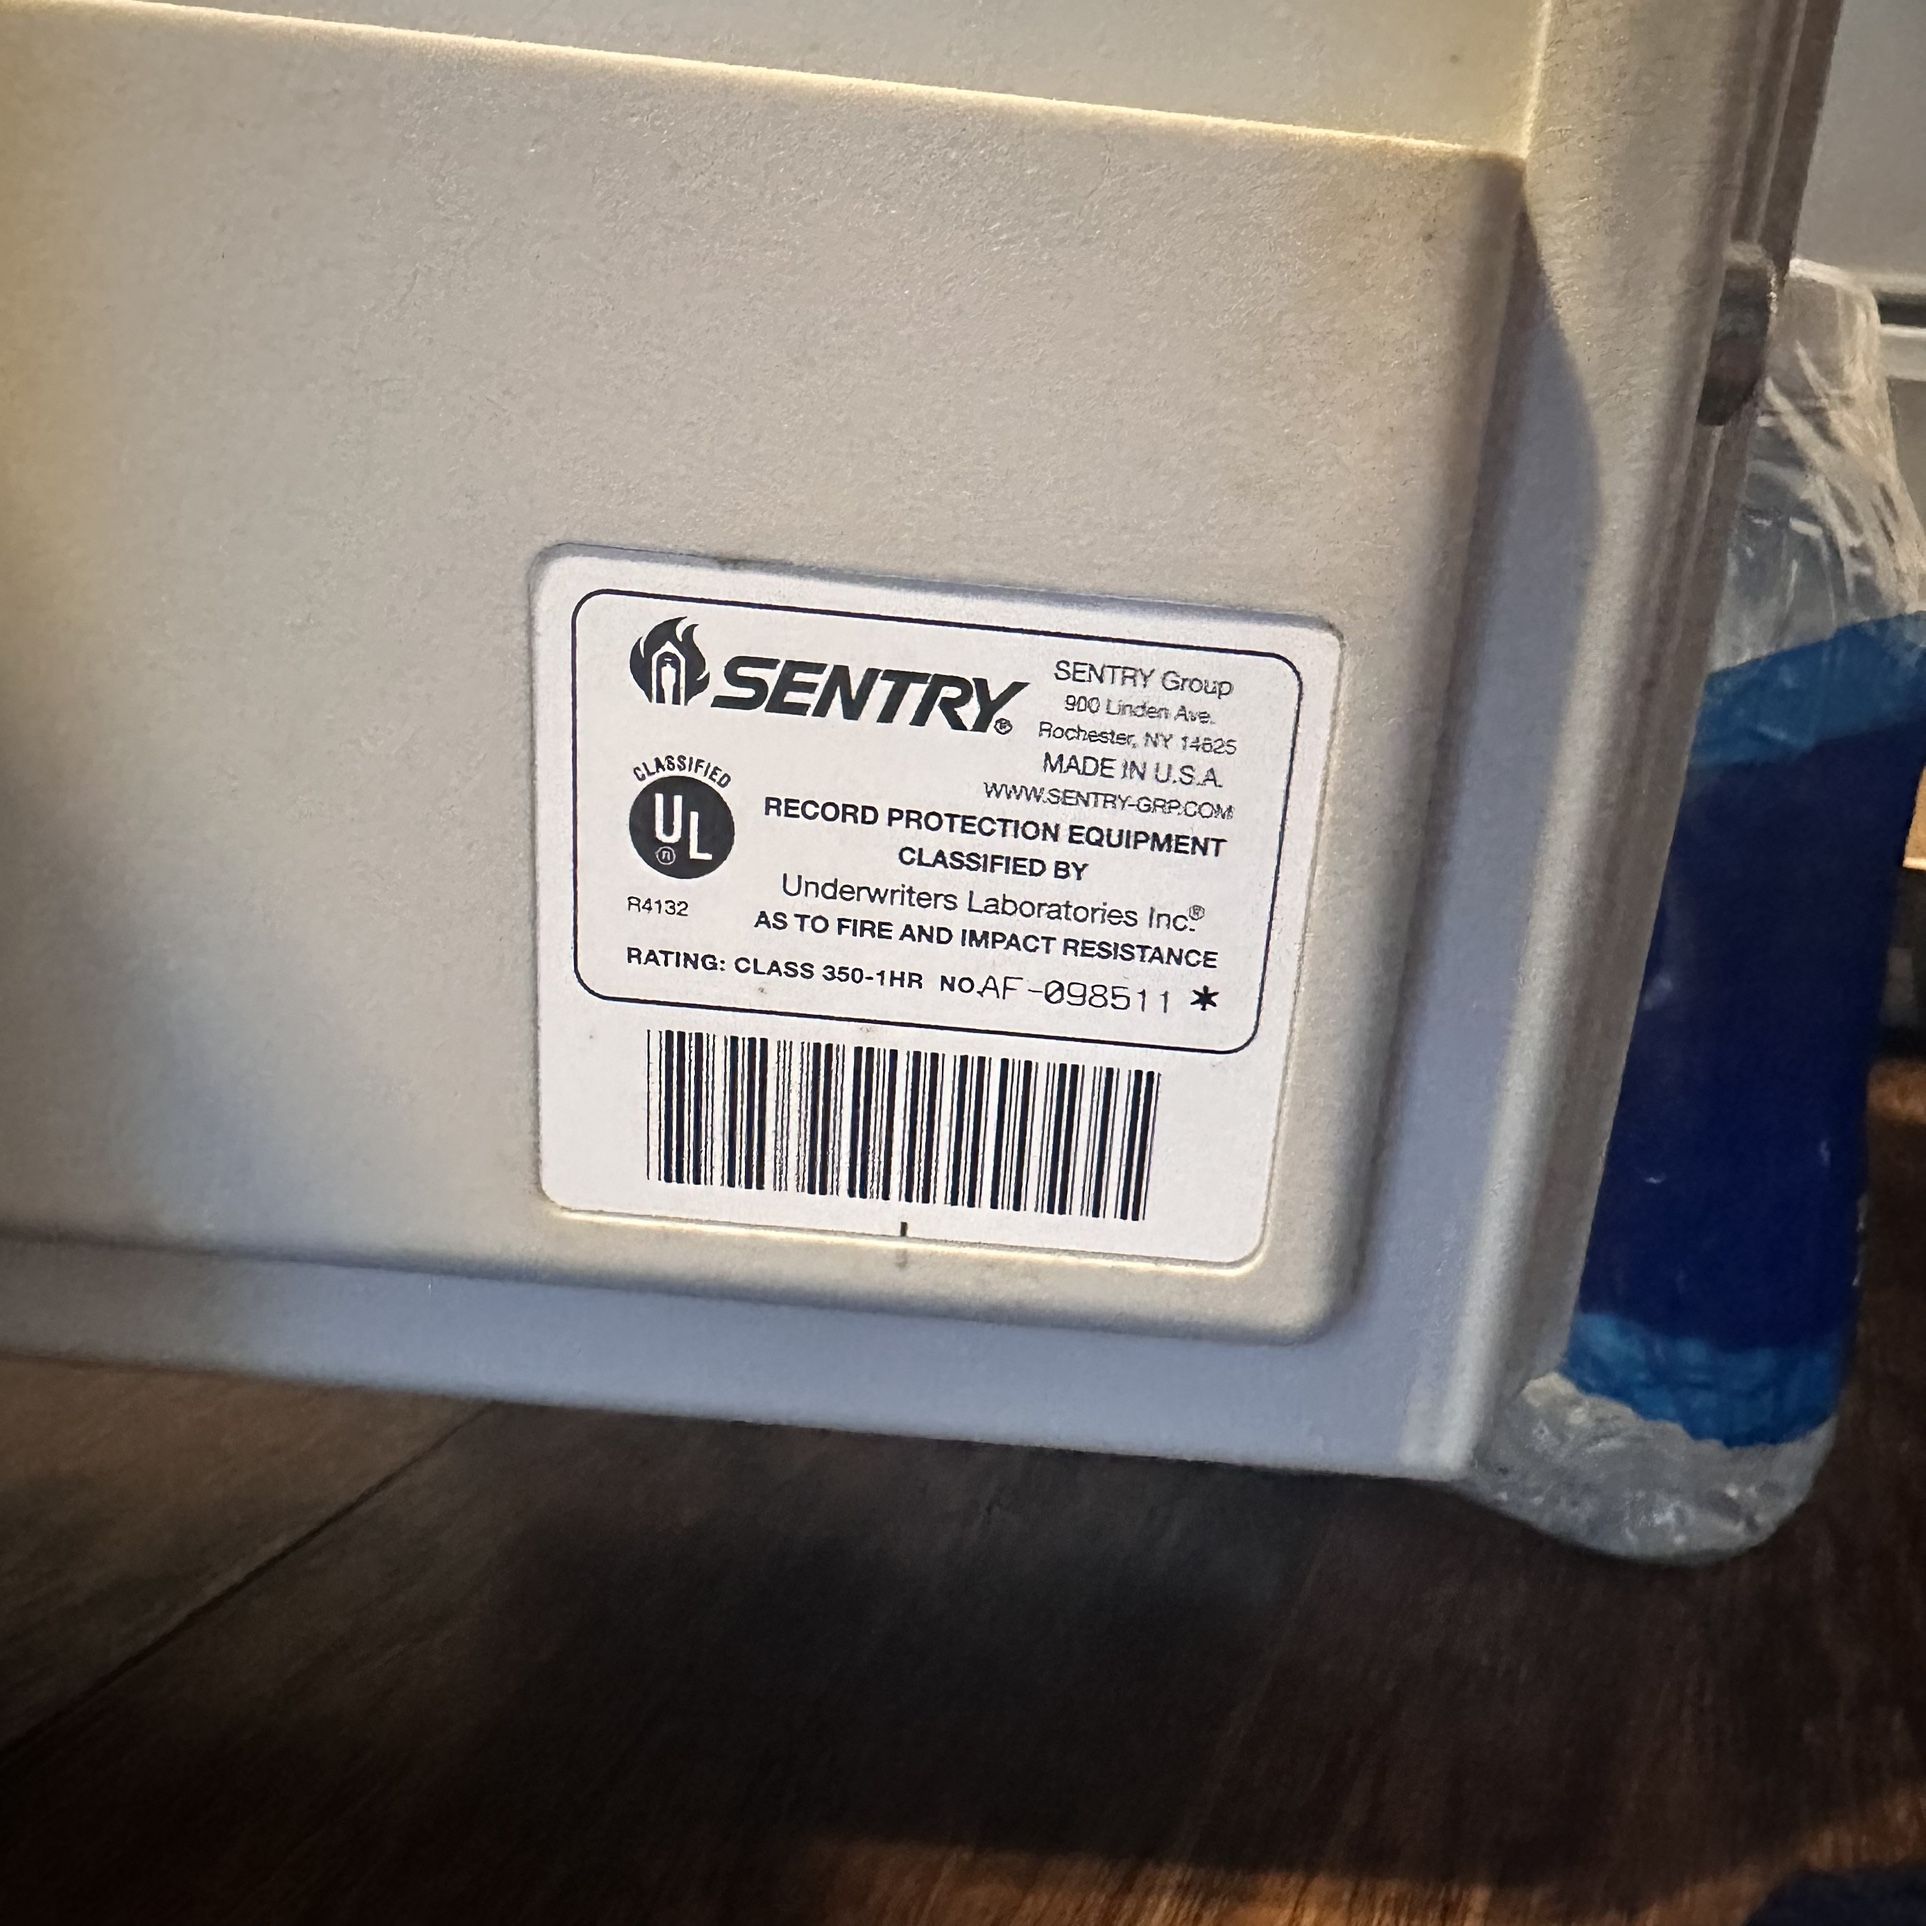 SENTRY®
SENTRY Group
900 Linden Ave.
Rochester, NY 14625
MADE IN U.S.A.
WWW.SENTRY-GRP.COM
CLASSIFIED
UL
RECORD PROTECTION EQUIPMENT
CLASSIFIED BY
Underwriters Laboratories Inc.®
R4132
AS TO FIRE AND IMPACT RESISTANCE
RATING: CLASS 350-1HR NO. AF-098511 *